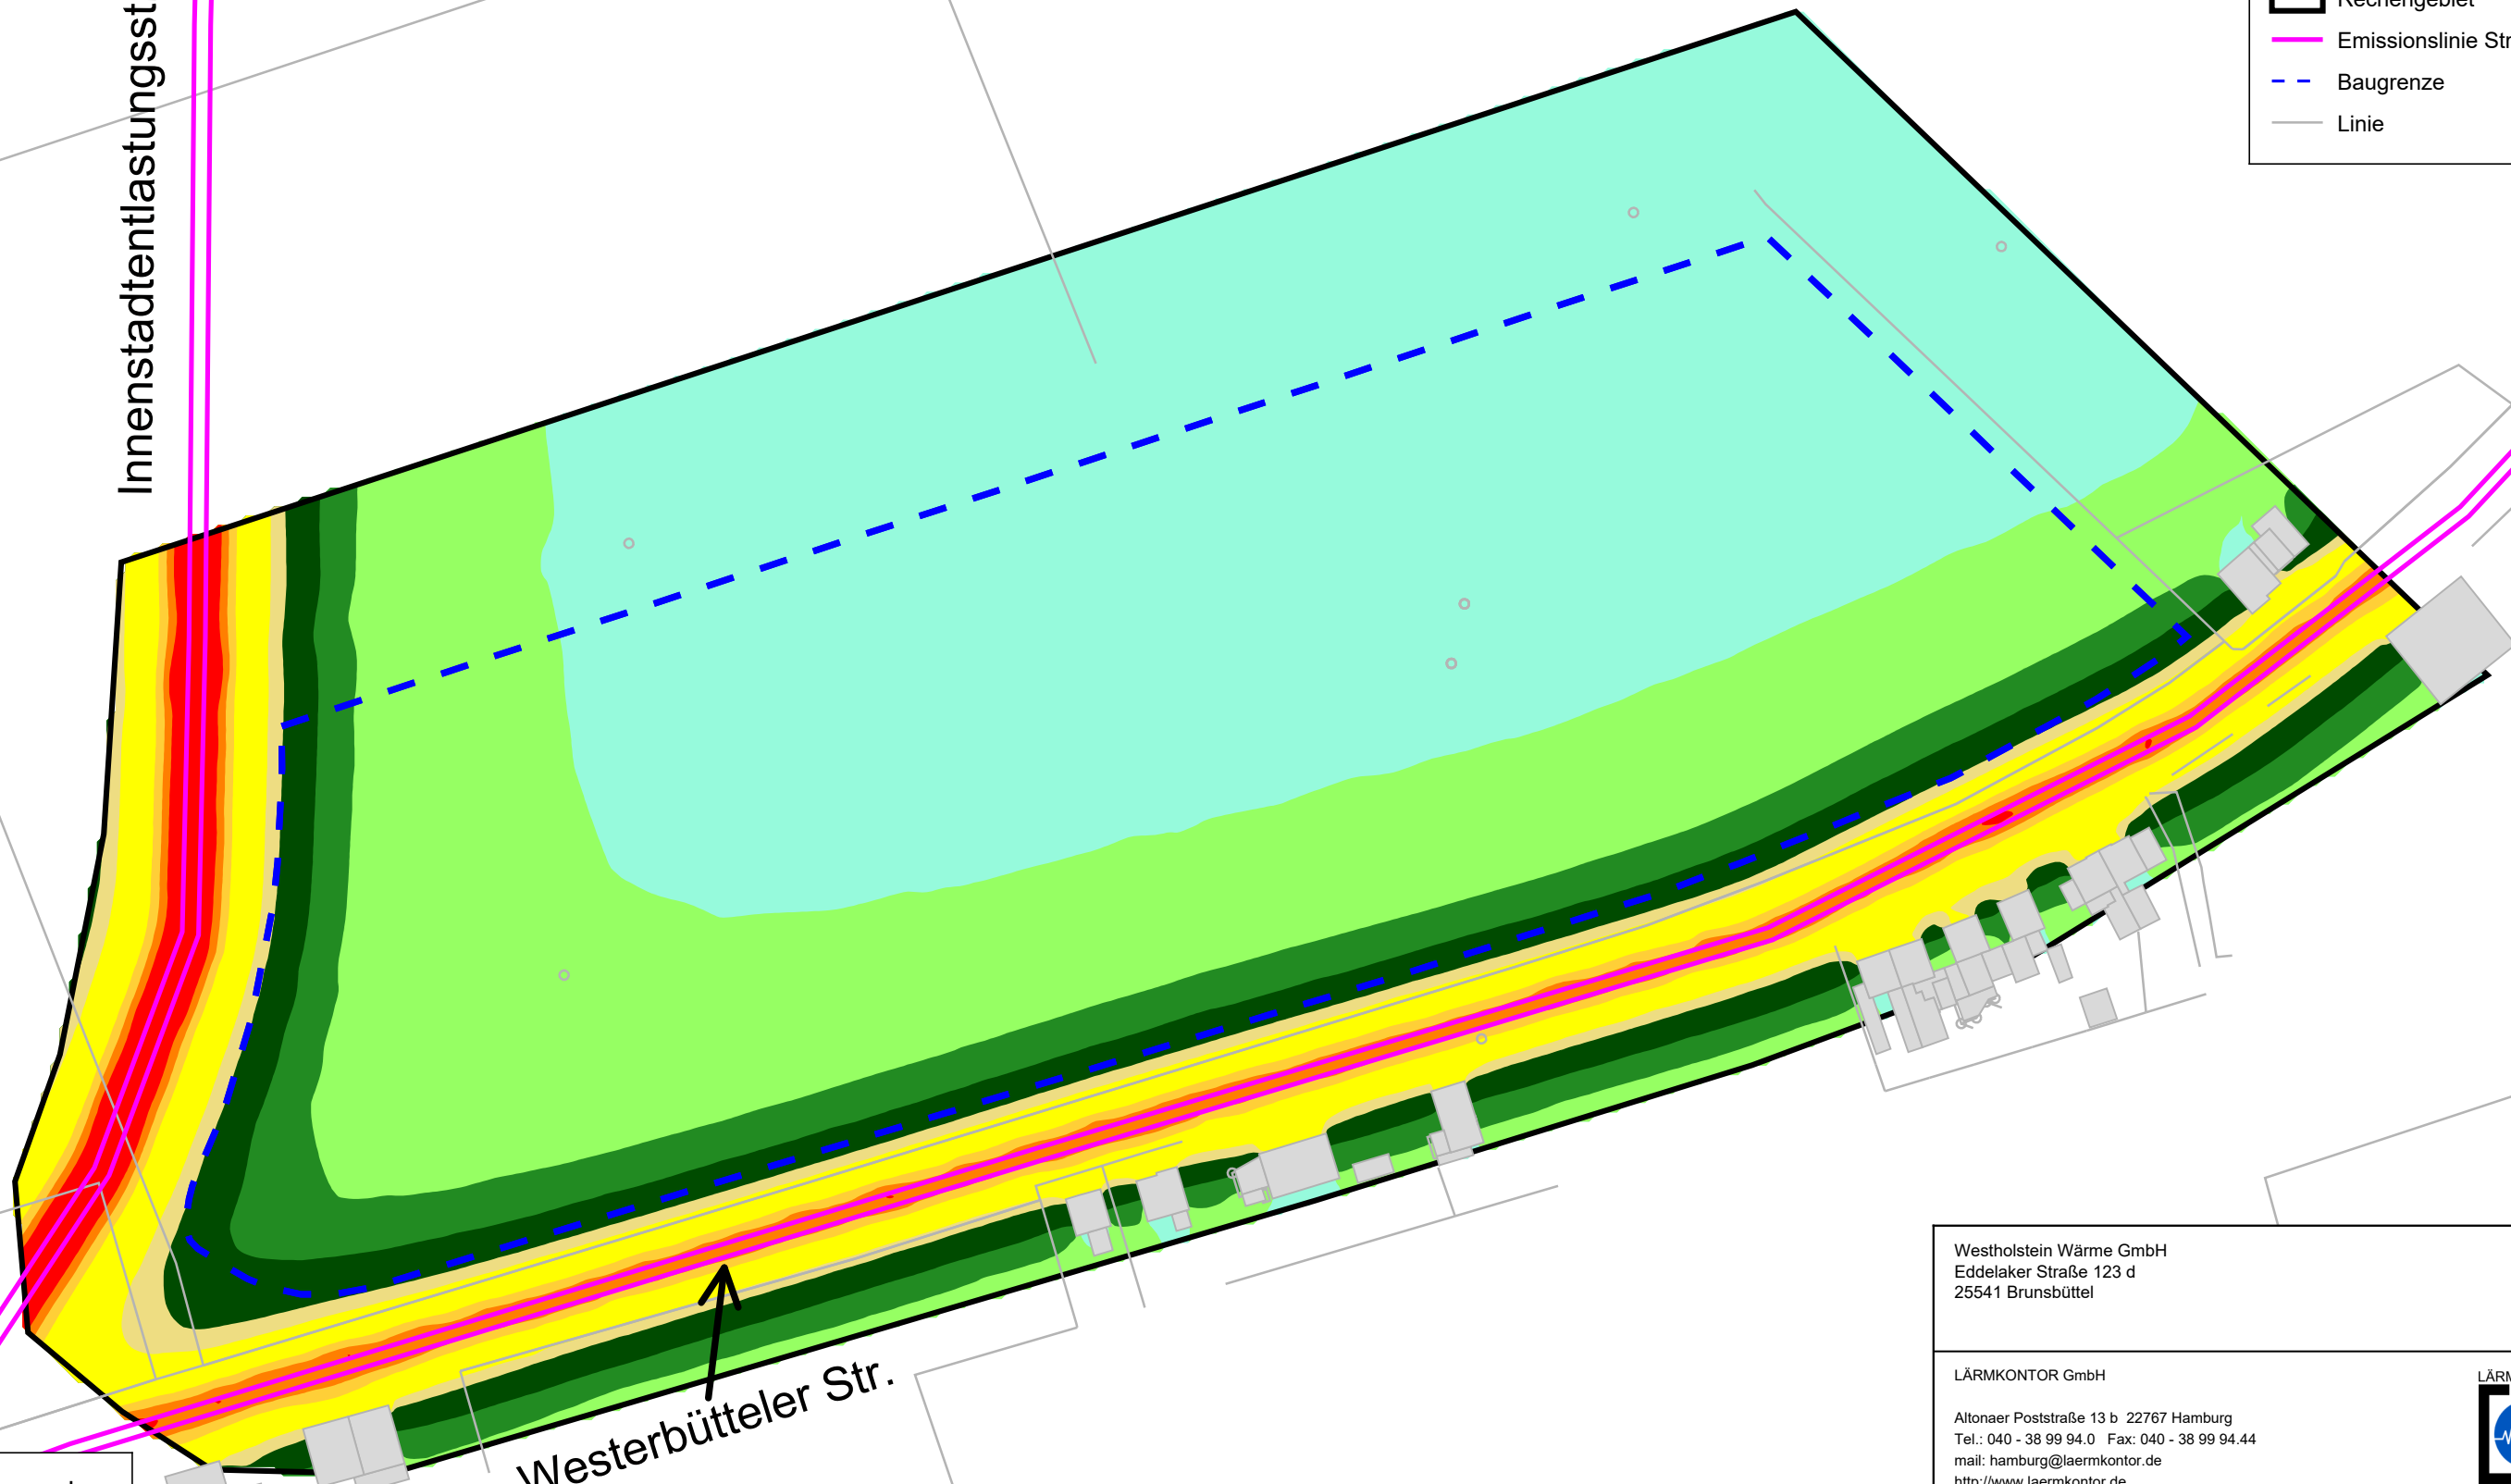 Innenstadtentlastungsst
Rechengebiet
Emissionslinie Str
Baugrenze
Linie
Westerbütteler Str.
Westholstein Wärme GmbH
Eddelaker Straße 123 d
25541 Brunsbüttel
LÄRMKONTOR GmbH
LÄRM
Altonaer Poststraße 13 b 22767 Hamburg
Tel.: 040 - 38 99 94.0 Fax: 040 - 38 99 94.44
mail: hamburg@laermkontor.de
http://www.laermkontor.de